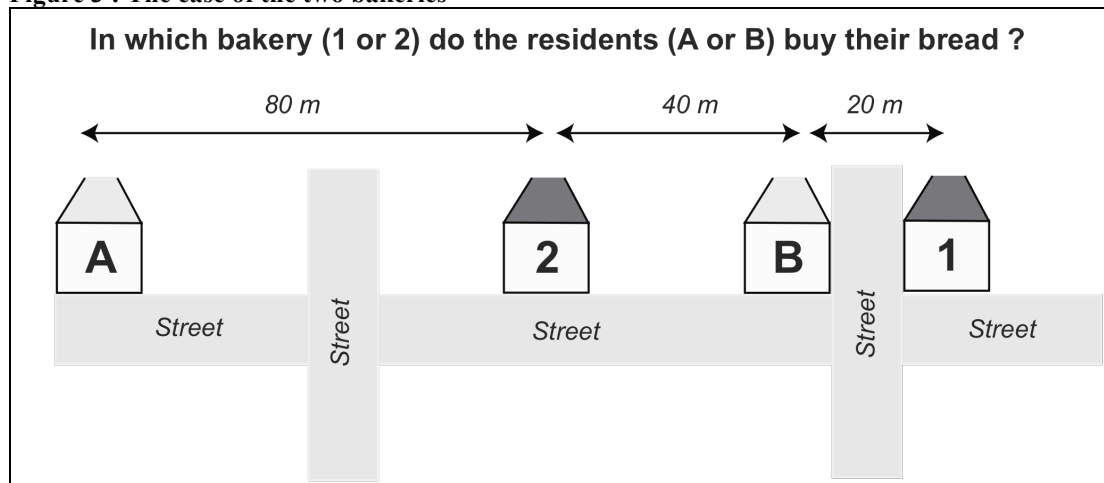 Figure 3 : The case of the two bakeries
In which bakery (1 or 2) do the residents (A or B) buy their bread ?
80 m
40 m
20 m
A
2
B
1
Street
Street
Street
Street
Street